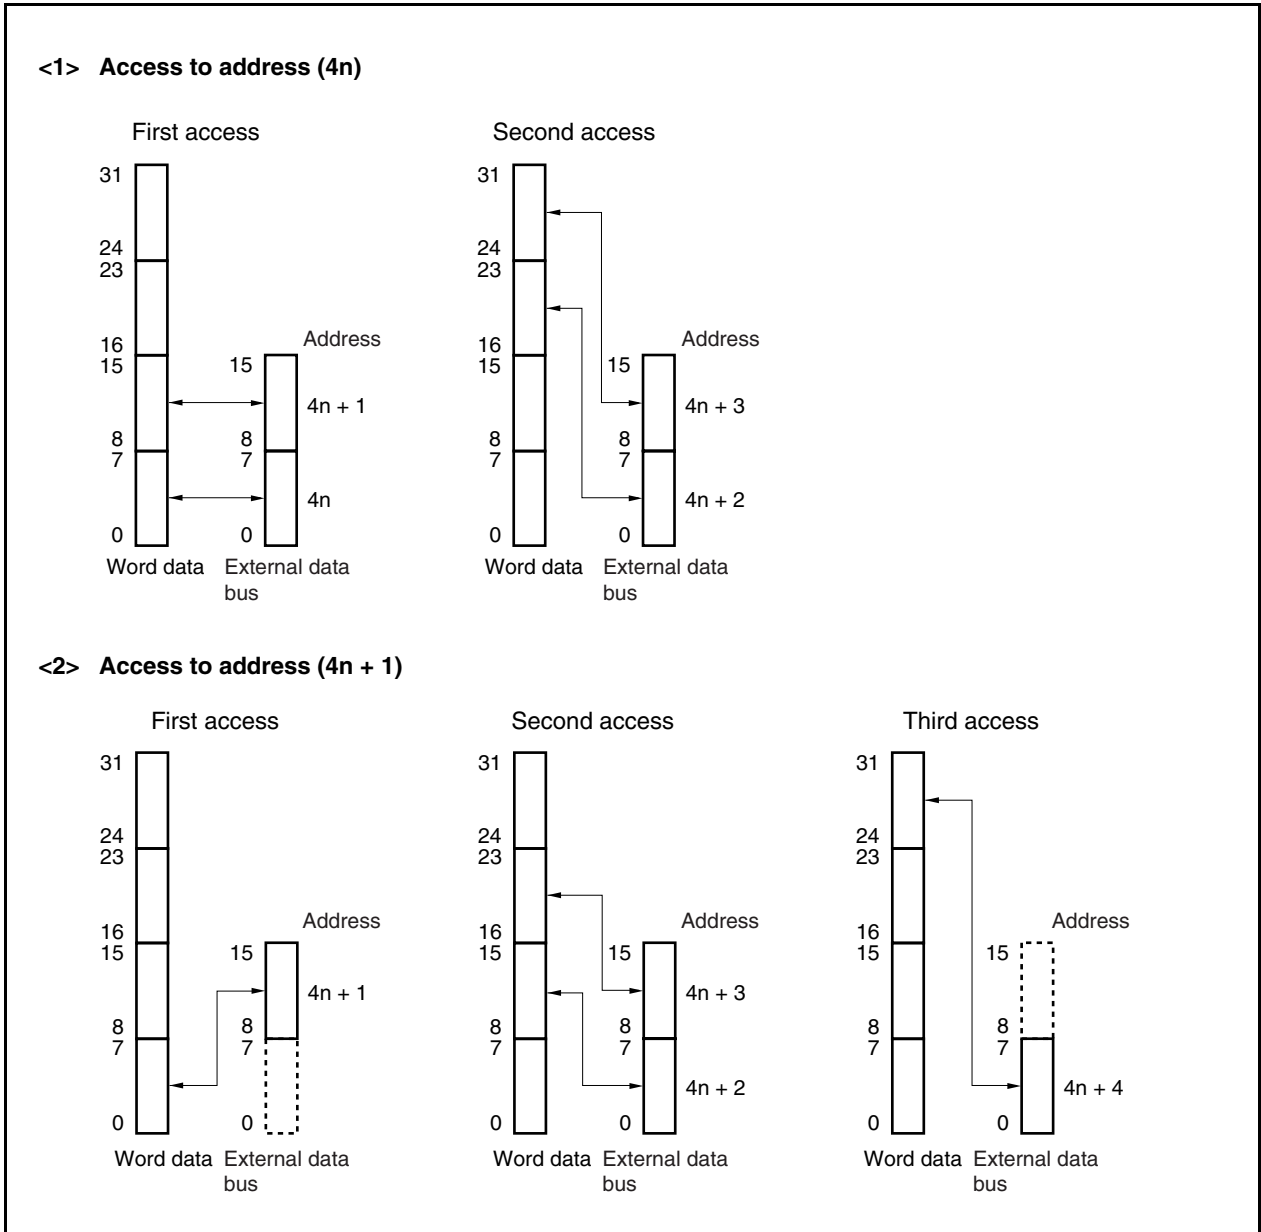 <1> Access to address (4n)
First access
31
24
23
16
15
8
7
0
Address
15
4n + 1
8
7
4n
0
Word data
External data
bus
Second access
31
24
23
16
15
8
7
0
Address
15
4n + 3
8
7
4n + 2
0
Word data
External data
bus
<2> Access to address (4n + 1)
First access
31
24
23
16
15
8
7
0
Address
15
4n + 1
8
7
0
Word data
External data
bus
Second access
31
24
23
16
15
8
7
0
Address
15
4n + 3
8
7
4n + 2
0
Word data
External data
bus
Third access
31
24
23
16
15
8
7
0
Address
15
8
7
4n + 4
0
Word data
External data
bus